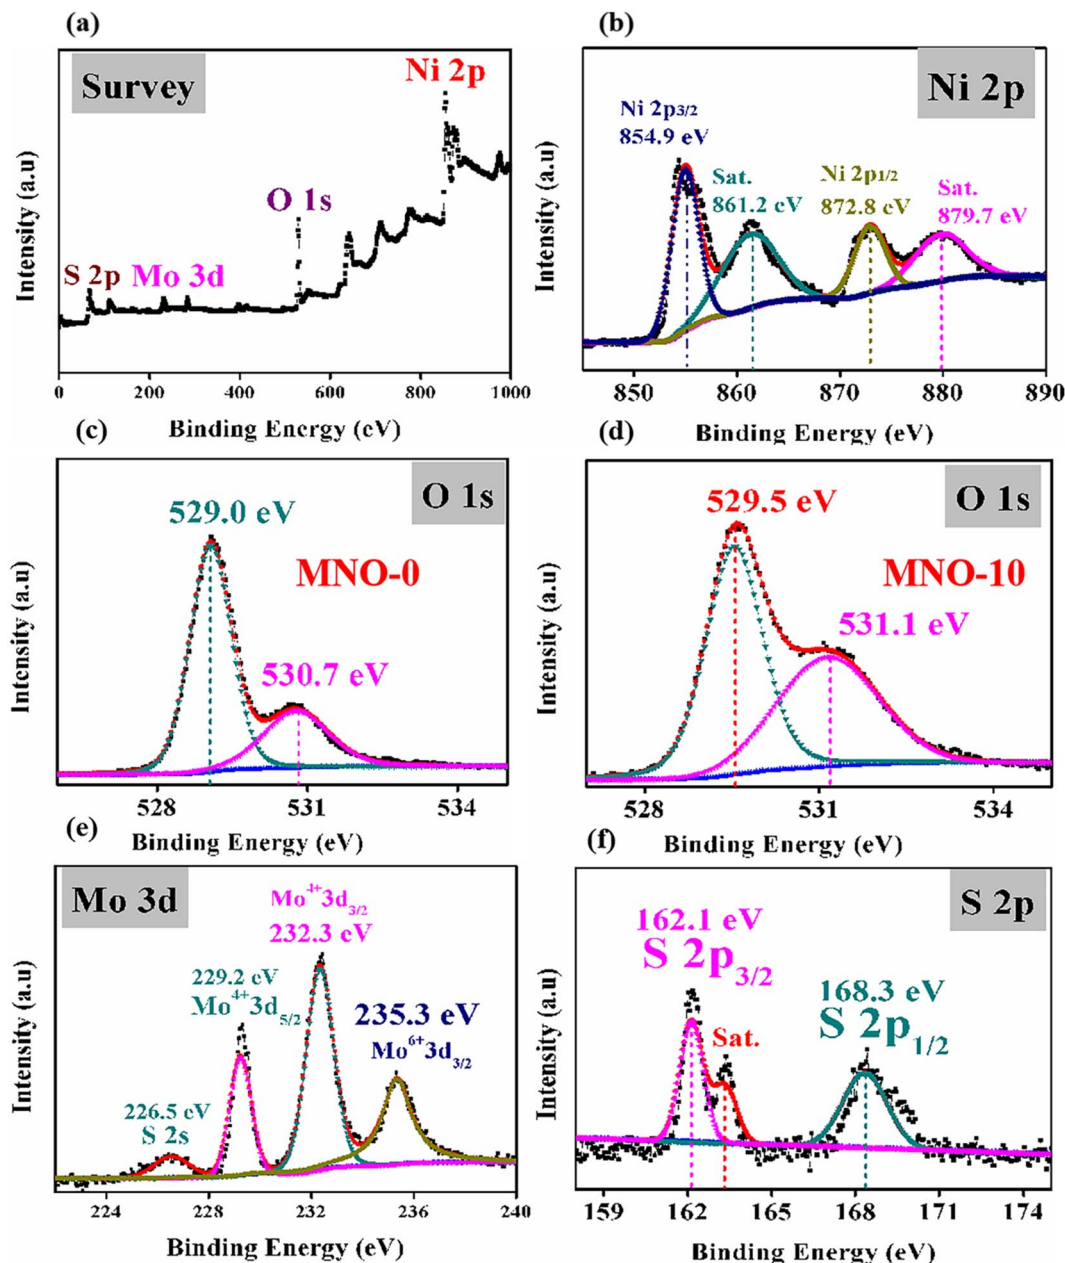 (a)
Survey
Ni 2p
O 1s
S 2p Mo 3d
Intensity (a.u)
0 200 400 600 800 1000
Binding Energy (eV)
(b)
Ni 2p
Ni 2p3/2
854.9 eV
Sat.
861.2 eV
Ni 2p1/2
872.8 eV
Sat.
879.7 eV
Intensity (a.u)
850 860 870 880 890
Binding Energy (eV)
(c)
O 1s
529.0 eV
MNO-0
530.7 eV
Intensity (a.u)
528 531 534
Binding Energy (eV)
(d)
O 1s
529.5 eV
MNO-10
531.1 eV
Intensity (a.u)
528 531 534
Binding Energy (eV)
(e)
Mo 3d
Mo⁴⁺3d₃/₂
232.3 eV
229.2 eV
Mo⁴⁺3d₅/₂
235.3 eV
Mo⁶⁺3d₃/₂
226.5 eV
S 2s
Intensity (a.u)
224 228 232 236 240
Binding Energy (eV)
(f)
S 2p
162.1 eV
S 2p₃/₂
Sat.
168.3 eV
S 2p₁/₂
Intensity (a.u)
159 162 165 168 171 174
Binding Energy (eV)